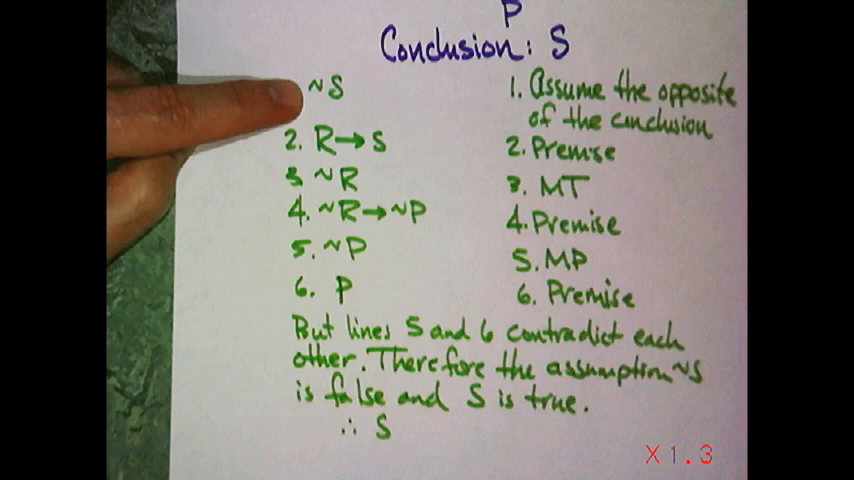 P
Conclusion: S
~S 1. Assume the opposite
of the conclusion
2. R→S 2. Premise
3 ~R 3. MT
4. ~R→~P 4. Premise
5. ~P 5. MP
6. P 6. Premise
But lines 5 and 6 contradict each
other. Therefore the assumption ~S
is false and S is true.
∴ S
X1.3